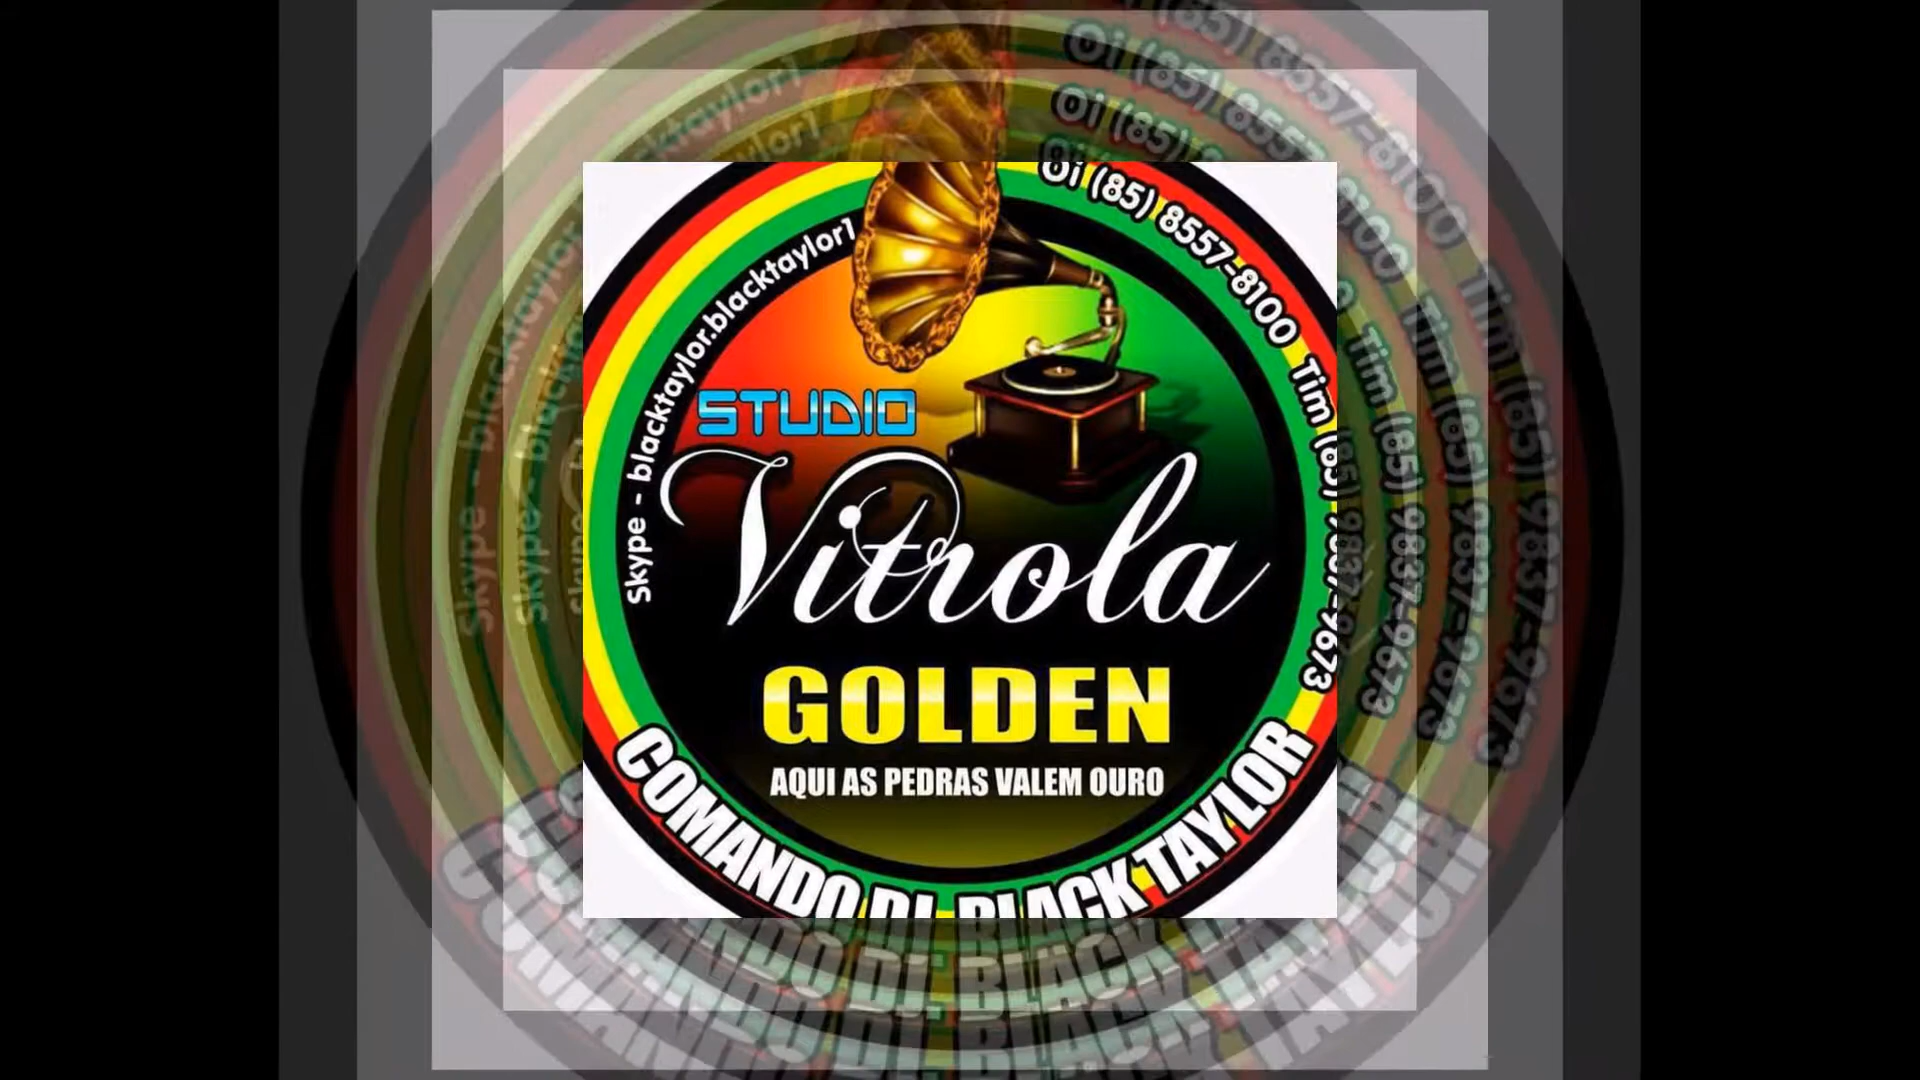 Skype - blacktaylor.blacktaylor1
Oi (85) 8557-8100 Tim (85) 9837-9673
STUDIO
Vitrola
GOLDEN
AQUI AS PEDRAS VALEM OURO
COMANDO DJ. BLACK TAYLOR